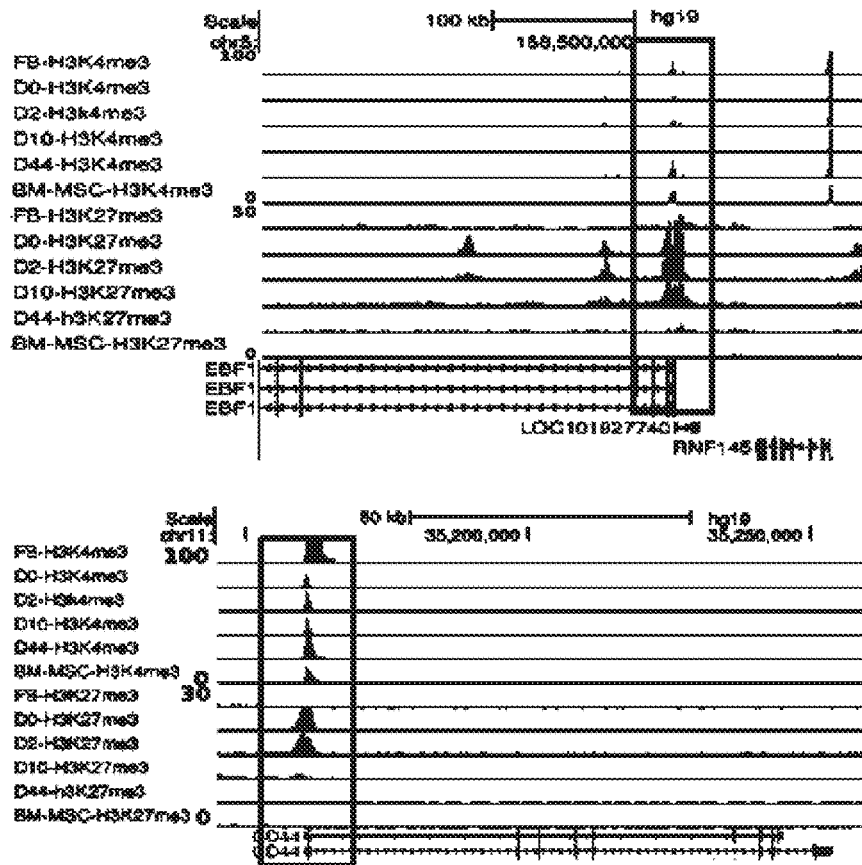 Scale 100 kb hg19
chr5: 158,500,000
100
FB-H3K4me3
D0-H3K4me3
D2-H3k4me3
D10-H3K4me3
D44-H3K4me3
BM-MSC-H3K4me3 0
30
FB-H3K27me3
D0-H3K27me3
D2-H3K27me3
D10-H3K27me3
D44-h3K27me3
BM-MSC-H3K27me3
0
EBF1
EBF1
EBF1
LOC101927740
RNF145
Scale 50 kb hg19
chr11: 35,200,000 35,250,000
FB-H3K4me3 100
D0-H3K4me3
D2-H3k4me3
D10-H3K4me3
D44-H3K4me3
BM-MSC-H3K4me3 0
FB-H3K27me3 30
D0-H3K27me3
D2-H3K27me3
D10-H3K27me3
D44-h3K27me3
BM-MSC-H3K27me3 0
CD44
CD44